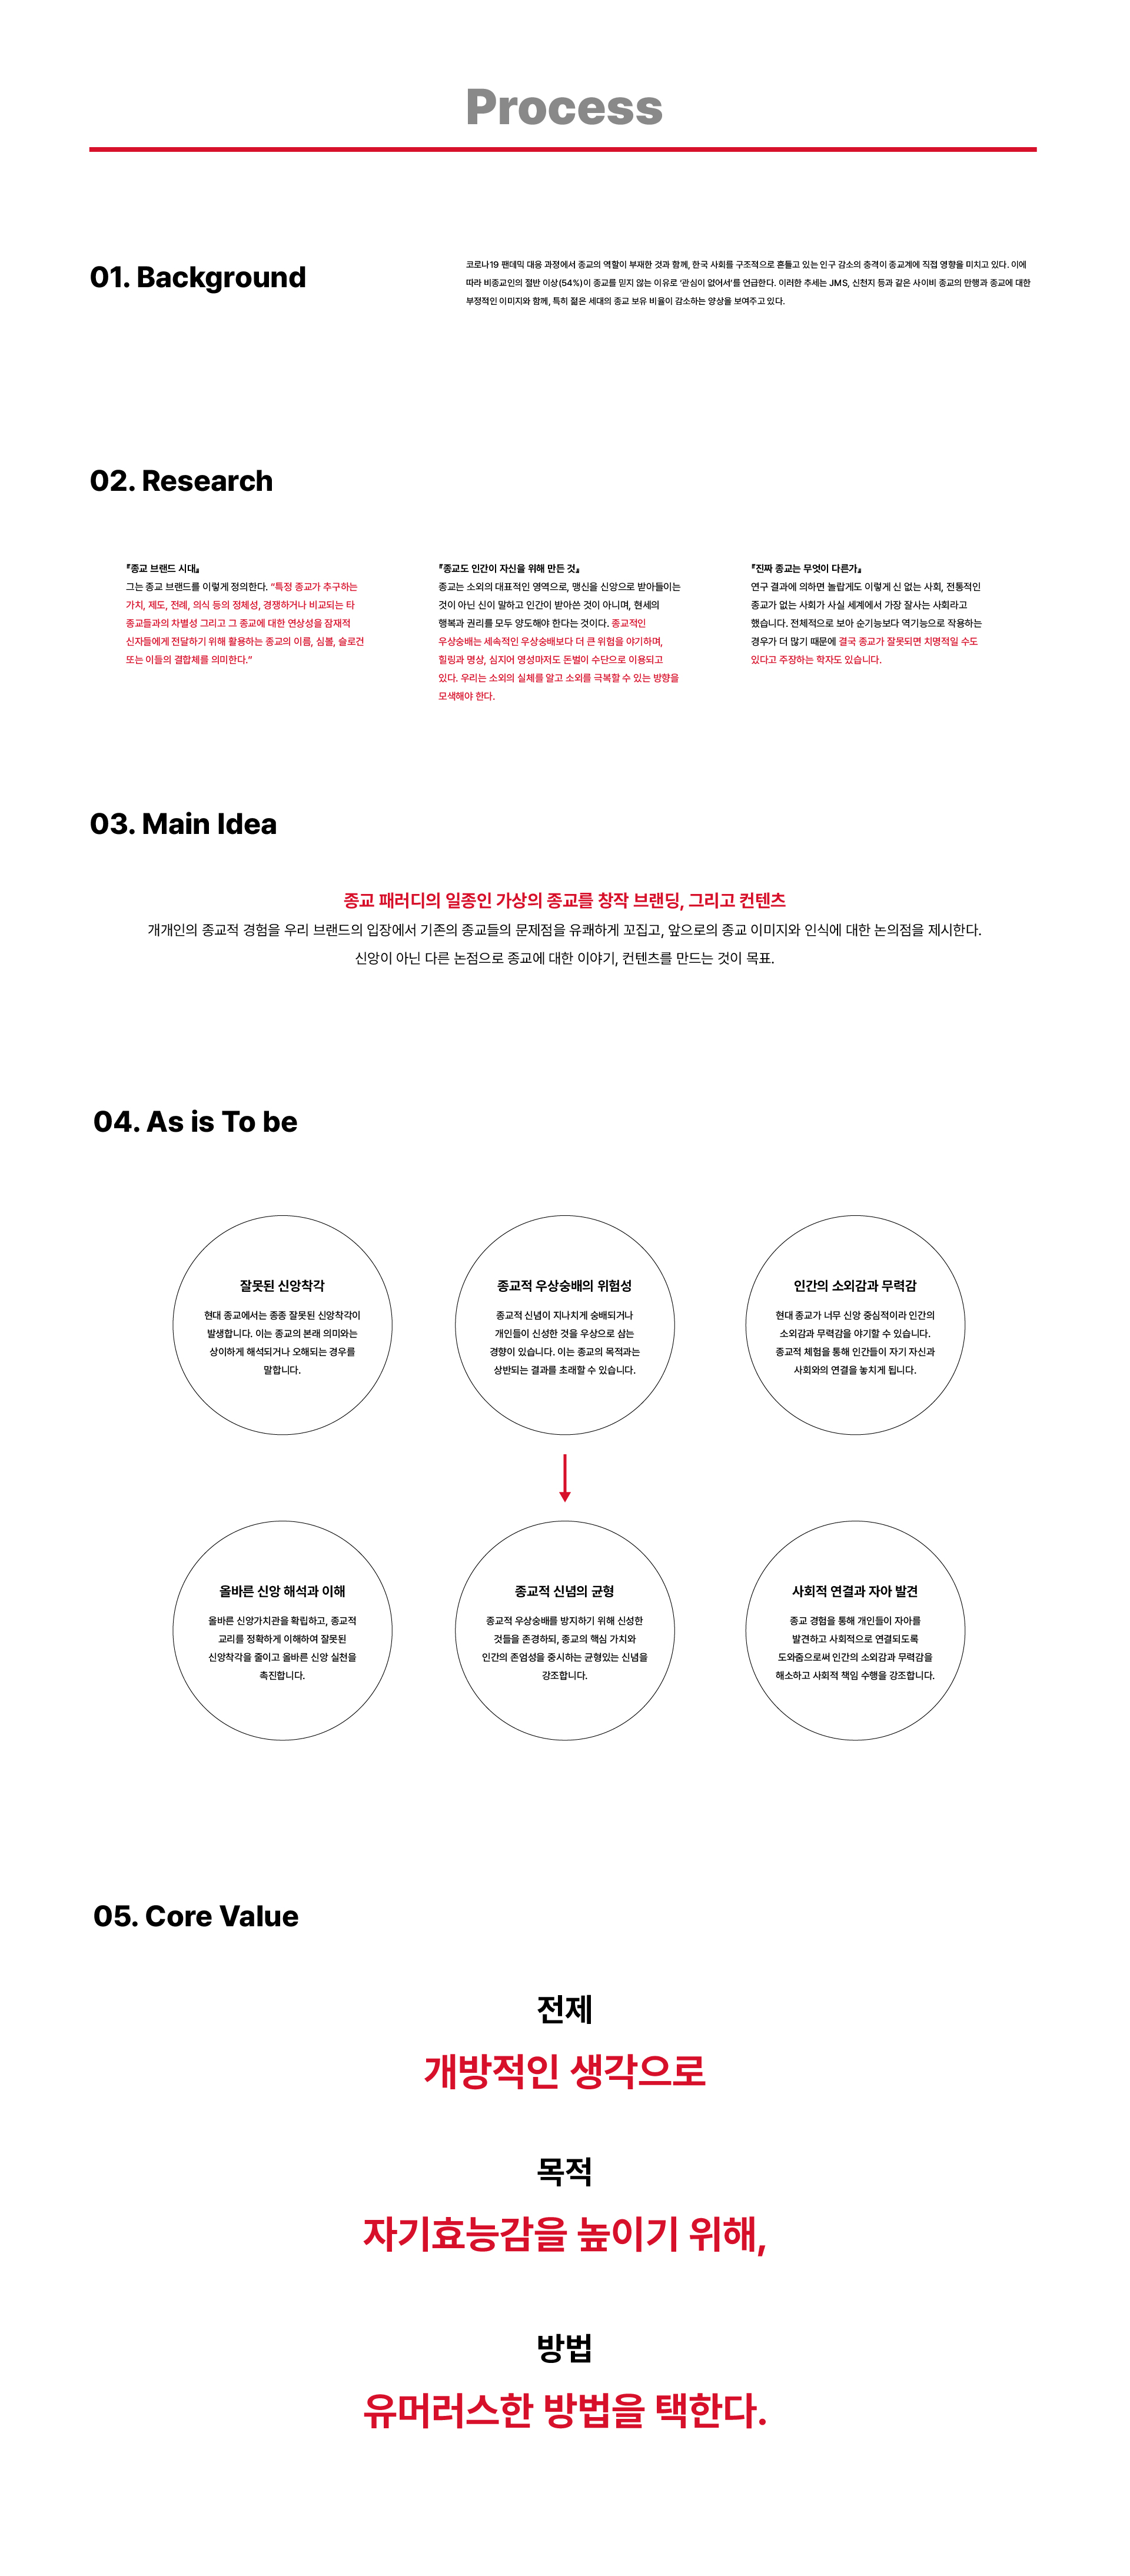 Process
01. Background
코로나19 팬데믹 대응 과정에서 종교의 역할이 부재한 것과 함께, 한국 사회를 구조적으로 흔들고 있는 인구 감소의 충격이 종교계에 직접 영향을 미치고 있다. 이에
따라 비종교인의 절반 이상(54%)이 종교를 믿지 않는 이유로 ‘관심이 없어서’를 언급한다. 이러한 추세는 JMS, 신천지 등과 같은 사이비 종교의 만행과 종교에 대한
부정적인 이미지와 함께, 특히 젊은 세대의 종교 보유 비율이 감소하는 양상을 보여주고 있다.
02. Research
『종교 브랜드 시대』
그는 종교 브랜드를 이렇게 정의한다. “특정 종교가 추구하는
가치, 제도, 전례, 의식 등의 정체성, 경쟁하거나 비교되는 타
종교들과의 차별성 그리고 그 종교에 대한 연상성을 잠재적
신자들에게 전달하기 위해 활용하는 종교의 이름, 심볼, 슬로건
또는 이들의 결합체를 의미한다.”
『종교도 인간이 자신을 위해 만든 것』
종교는 소외의 대표적인 영역으로, 맹신을 신앙으로 받아들이는
것이 아닌 신이 말하고 인간이 받아쓴 것이 아니며, 현세의
행복과 권리를 모두 양도해야 한다는 것이다. 종교적인
우상숭배는 세속적인 우상숭배보다 더 큰 위험을 야기하며,
힐링과 명상, 심지어 영성마저도 돈벌이 수단으로 이용되고
있다. 우리는 소외의 실체를 알고 소외를 극복할 수 있는 방향을
모색해야 한다.
『진짜 종교는 무엇이 다른가』
연구 결과에 의하면 놀랍게도 이렇게 신 없는 사회, 전통적인
종교가 없는 사회가 사실 세계에서 가장 잘사는 사회라고
했습니다. 전체적으로 보아 순기능보다 역기능으로 작용하는
경우가 더 많기 때문에 결국 종교가 잘못되면 치명적일 수도
있다고 주장하는 학자도 있습니다.
03. Main Idea
종교 패러디의 일종인 가상의 종교를 창작 브랜딩, 그리고 컨텐츠
개개인의 종교적 경험을 우리 브랜드의 입장에서 기존의 종교들의 문제점을 유쾌하게 꼬집고, 앞으로의 종교 이미지와 인식에 대한 논의점을 제시한다.
신앙이 아닌 다른 논점으로 종교에 대한 이야기, 컨텐츠를 만드는 것이 목표.
04. As is To be
잘못된 신앙착각
현대 종교에서는 종종 잘못된 신앙착각이
발생합니다. 이는 종교의 본래 의미와는
상이하게 해석되거나 오해되는 경우를
말합니다.
종교적 우상숭배의 위험성
종교적 신념이 지나치게 숭배되거나
개인들이 신성한 것을 우상으로 삼는
경향이 있습니다. 이는 종교의 목적과는
상반되는 결과를 초래할 수 있습니다.
인간의 소외감과 무력감
현대 종교가 너무 신앙 중심적이라 인간의
소외감과 무력감을 야기할 수 있습니다.
종교적 체험을 통해 인간들이 자기 자신과
사회와의 연결을 놓치게 됩니다.
올바른 신앙 해석과 이해
올바른 신앙가치관을 확립하고, 종교적
교리를 정확하게 이해하여 잘못된
신앙착각을 줄이고 올바른 신앙 실천을
촉진합니다.
종교적 신념의 균형
종교적 우상숭배를 방지하기 위해 신성한
것들을 존경하되, 종교의 핵심 가치와
인간의 존엄성을 중시하는 균형있는 신념을
강조합니다.
사회적 연결과 자아 발견
종교 경험을 통해 개인들이 자아를
발견하고 사회적으로 연결되도록
도와줌으로써 인간의 소외감과 무력감을
해소하고 사회적 책임 수행을 강조합니다.
05. Core Value
전제
개방적인 생각으로
목적
자기효능감을 높이기 위해,
방법
유머러스한 방법을 택한다.